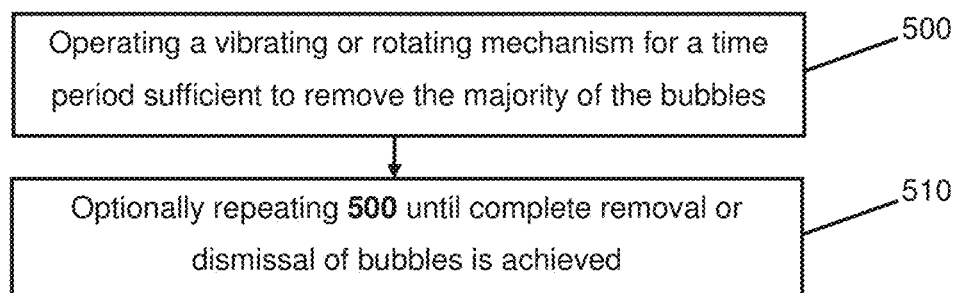 Operating a vibrating or rotating mechanism for a time
period sufficient to remove the majority of the bubbles
500
Optionally repeating 500 until complete removal or
dismissal of bubbles is achieved
510